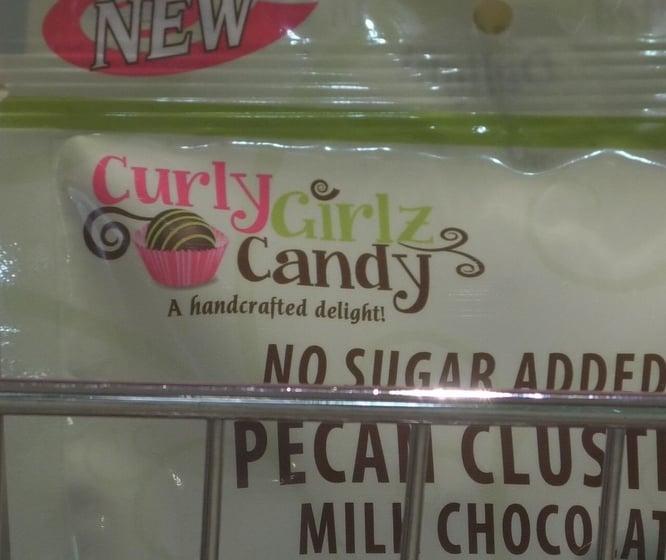 NEW
Curly Girlz
Candy
A handcrafted delight!
NO SUGAR ADDED
PECAN CLUST
MILK CHOCOLAT